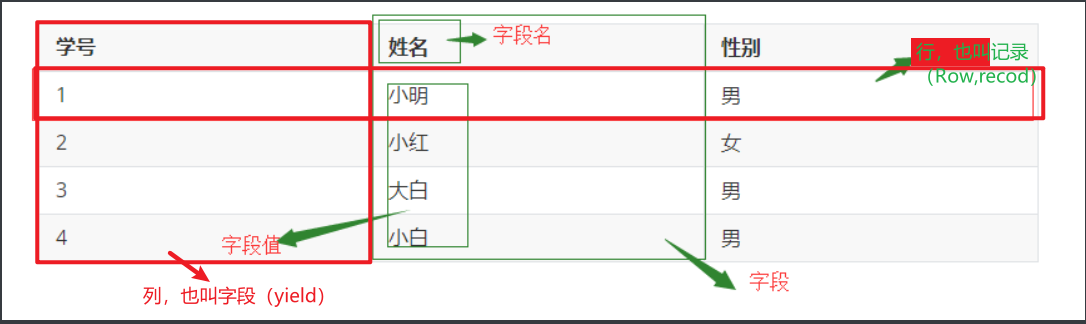 学号 姓名 字段名 性别 行，也叫记录
（Row,recod）
1 小明 男
2 小红 女
3 大白 男
4 字段值 小白 男
列，也叫字段（yield） 字段